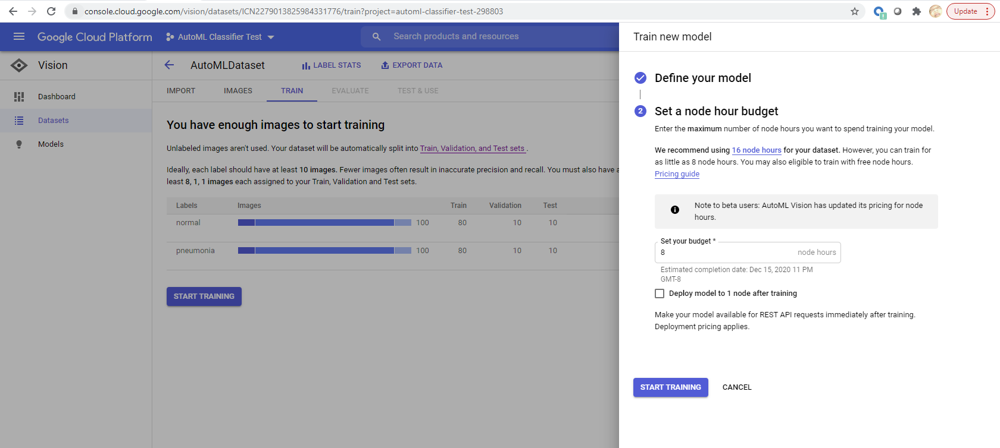 console.cloud.google.com/vision/datasets/ICN2279013825984331776/train?project=automl-classifier-test-298803
Update
Google Cloud Platform
AutoML Classifier Test
Search products and resources
Vision
Dashboard
Datasets
Models
AutoMLDataset
LABEL STATS
EXPORT DATA
IMPORT IMAGES TRAIN EVALUATE TEST & USE
You have enough images to start training
Unlabeled images aren't used. Your dataset will be automatically split into Train, Validation, and Test sets .
Ideally, each label should have at least 10 images. Fewer images often result in inaccurate precision and recall. You must also have a
least 8, 1, 1 images each assigned to your Train, Validation and Test sets.
Labels Images Train Validation Test
normal 100 80 10 10
pneumonia 100 80 10 10
START TRAINING
Train new model
Define your model
2 Set a node hour budget
Enter the maximum number of node hours you want to spend training your model.
We recommend using 16 node hours for your dataset. However, you can train for
as little as 8 node hours. You may also eligible to train with free node hours.
Pricing guide
Note to beta users: AutoML Vision has updated its pricing for node
hours.
Set your budget *
8 node hours
Estimated completion date: Dec 15, 2020 11 PM
GMT-8
Deploy model to 1 node after training
Make your model available for REST API requests immediately after training.
Deployment pricing applies.
START TRAINING CANCEL